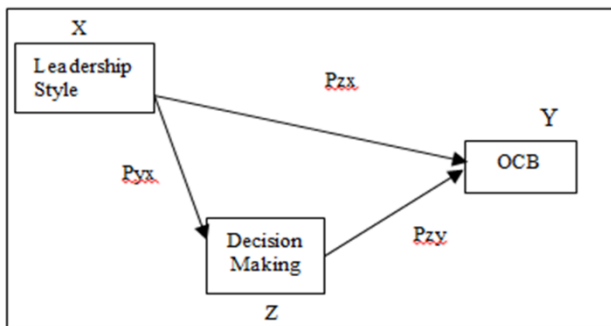 X
Leadership
Style
Pzx
Y
OCB
Pyx
Decision
Making
Pzy
Z